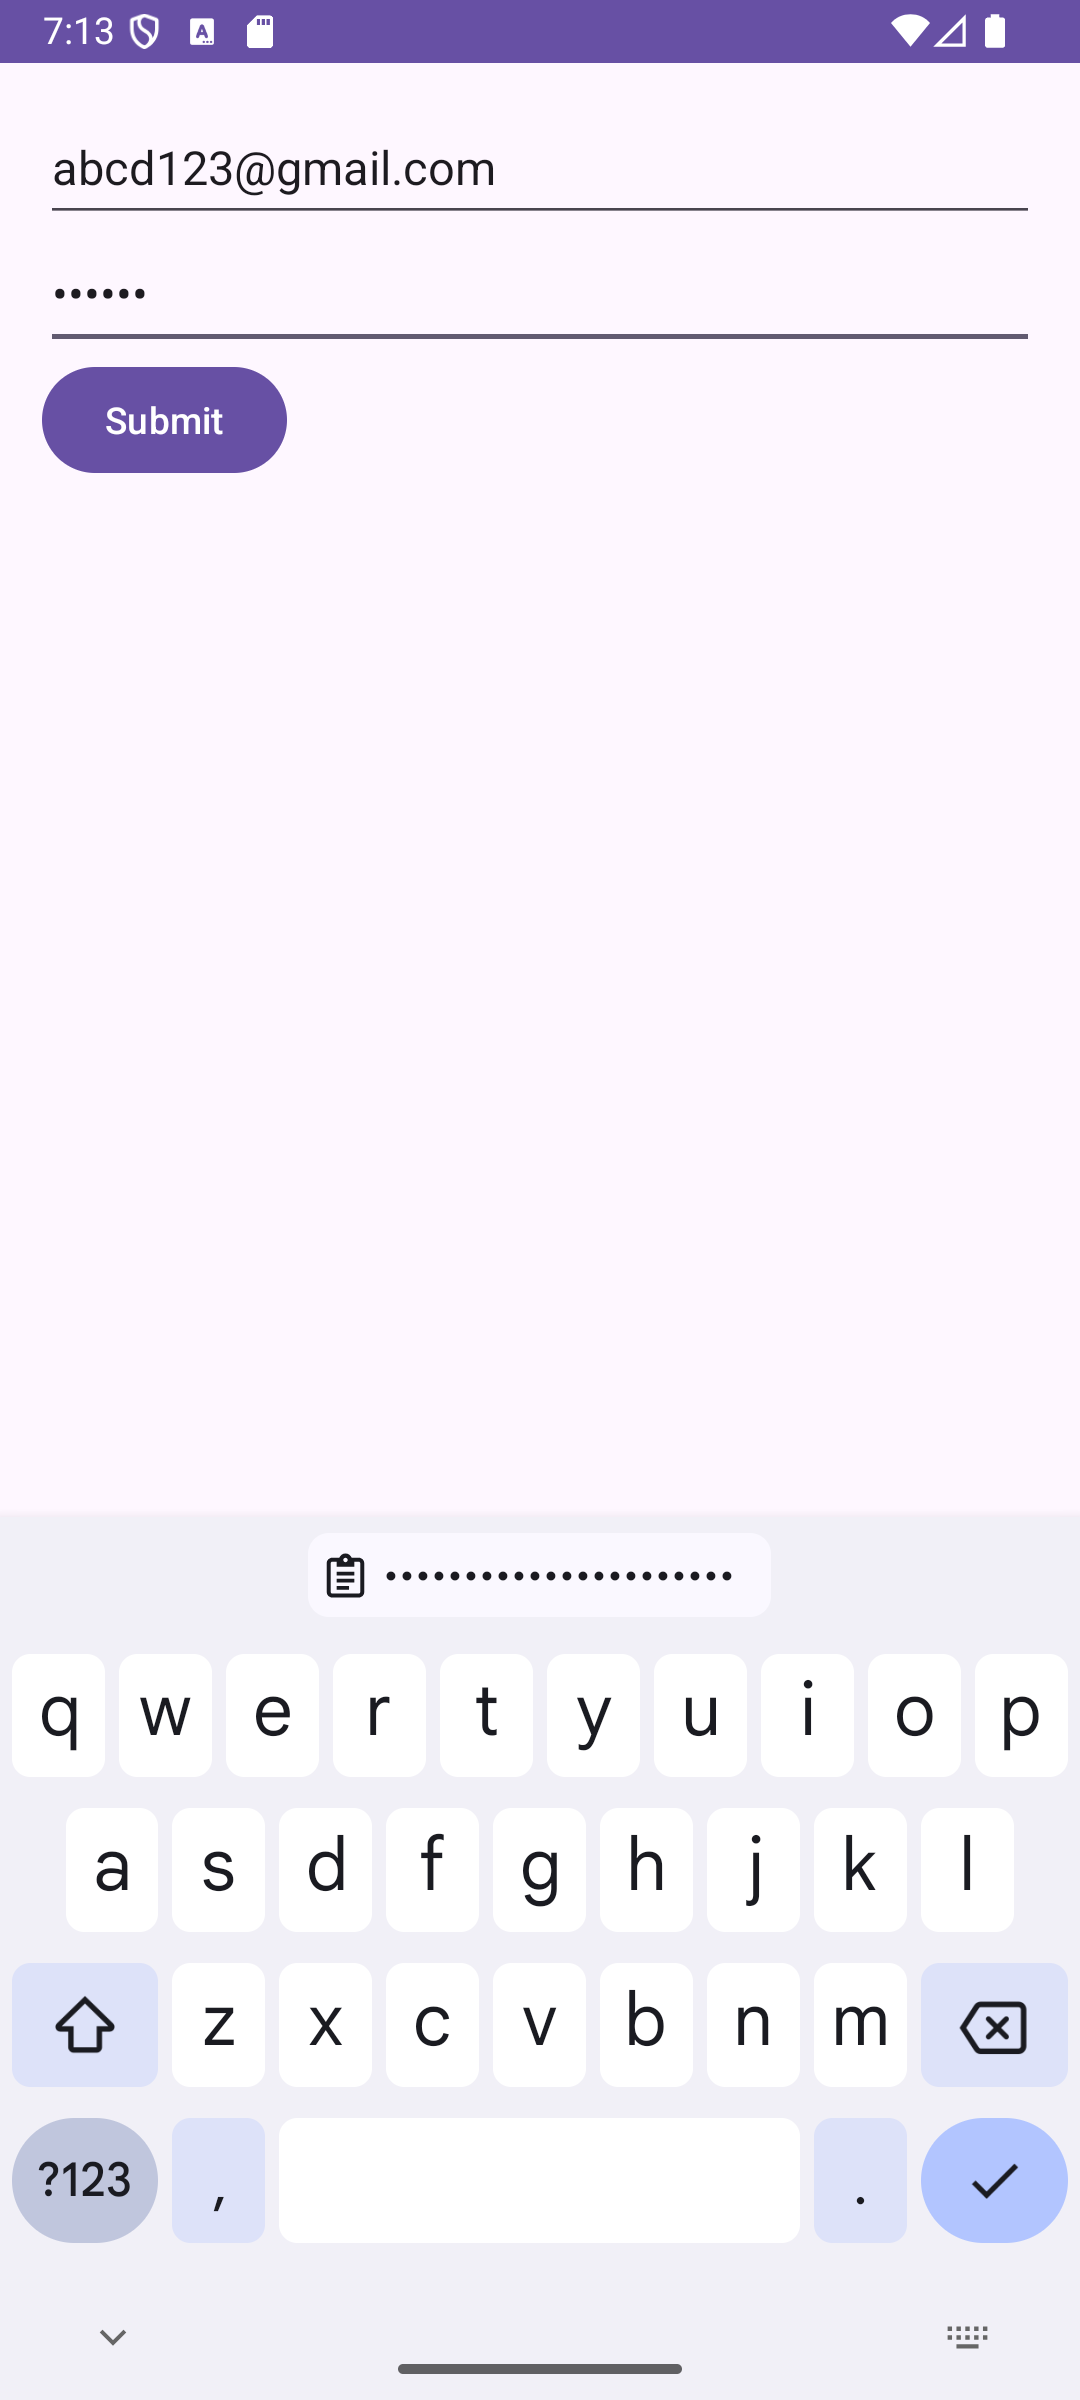 7:13
abcd123@gmail.com
••••••
Submit
••••••••••••••••••••••
q w e r t y u i o p
a s d f g h j k l
z x c v b n m
?123 , .